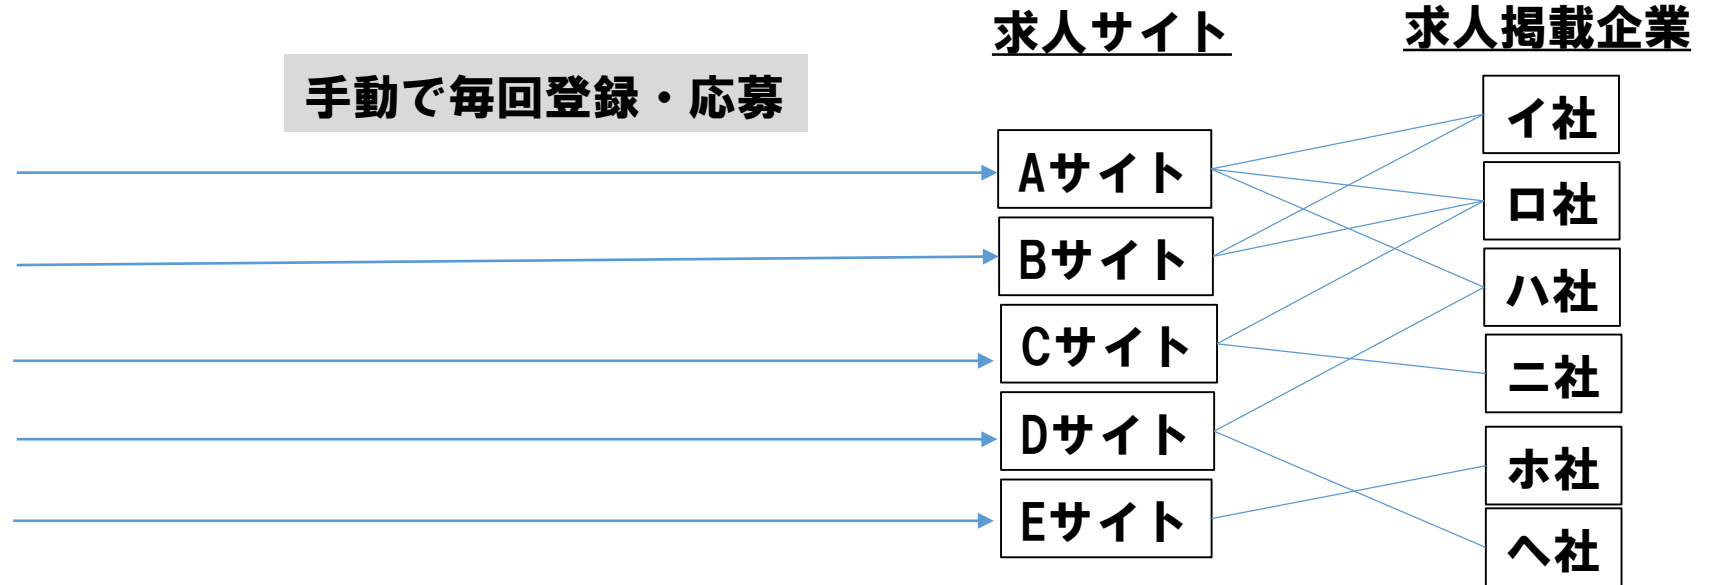 求人サイト
求人掲載企業
手動で毎回登録・応募
Aサイト
Bサイト
Cサイト
Dサイト
Eサイト
イ社
ロ社
ハ社
ニ社
ホ社
ヘ社